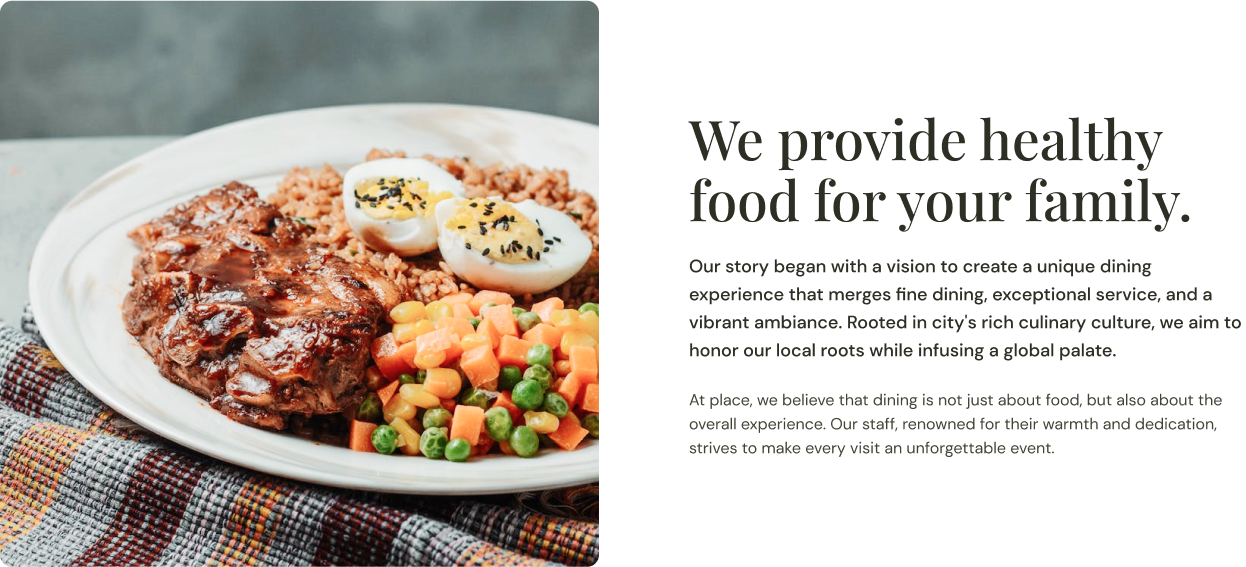 We provide healthy
food for your family.
Our story began with a vision to create a unique dining
experience that merges fine dining, exceptional service, and a
vibrant ambiance. Rooted in city's rich culinary culture, we aim to
honor our local roots while infusing a global palate.
At place, we believe that dining is not just about food, but also about the
overall experience. Our staff, renowned for their warmth and dedication,
strives to make every visit an unforgettable event.